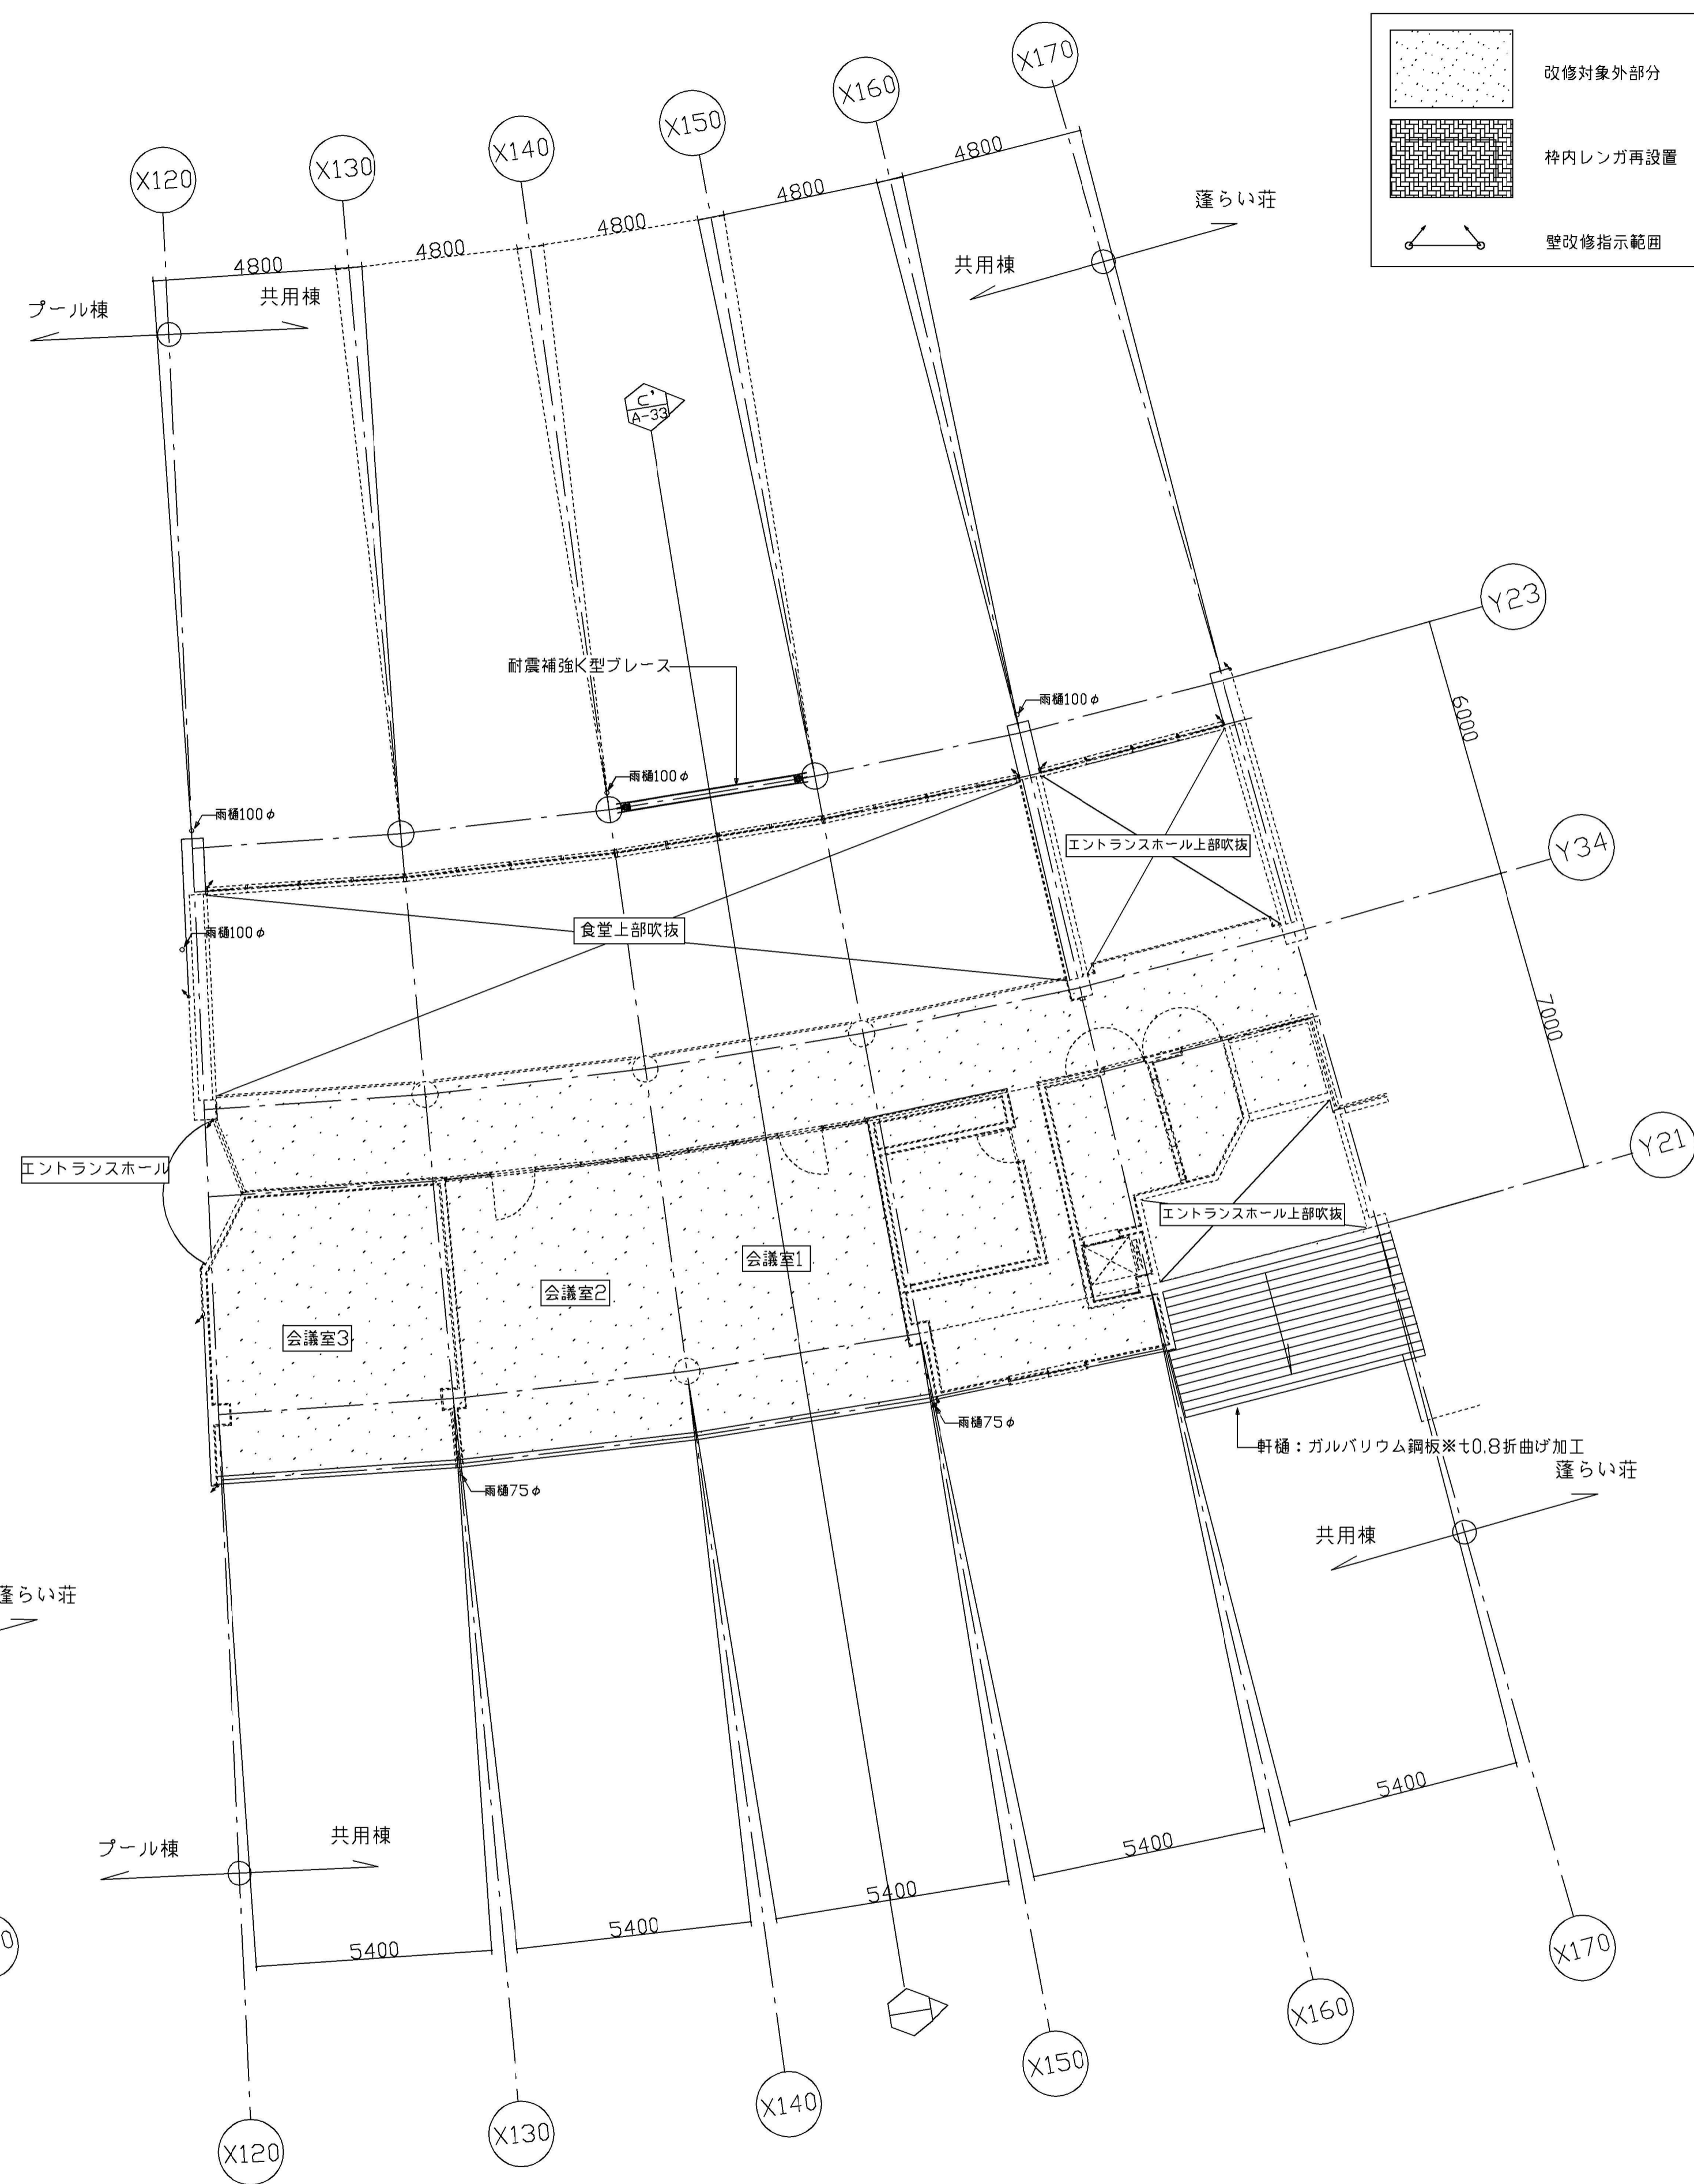 X170
X160
X150
X140
X130
X120
改修対象外部分
枠内レンガ再設置
壁改修指示範囲
4800
4800
4800
4800
4800
蓬らい荘
共用棟
プール棟
共用棟
C'
A-33
Y23
6000
耐震補強K型ブレース
雨樋100φ
雨樋100φ
雨樋100φ
エントランスホール上部吹抜
Y34
食堂上部吹抜
雨樋100φ
7000
Y21
エントランスホール
エントランスホール上部吹抜
会議室1
会議室2
会議室3
雨樋75φ
軒樋：ガルバリウム鋼板※t0.8折曲げ加工
蓬らい荘
雨樋75φ
共用棟
蓬らい荘
5400
プール棟
共用棟
5400
5400
5400
5400
0
X170
X160
X150
X140
X130
X120